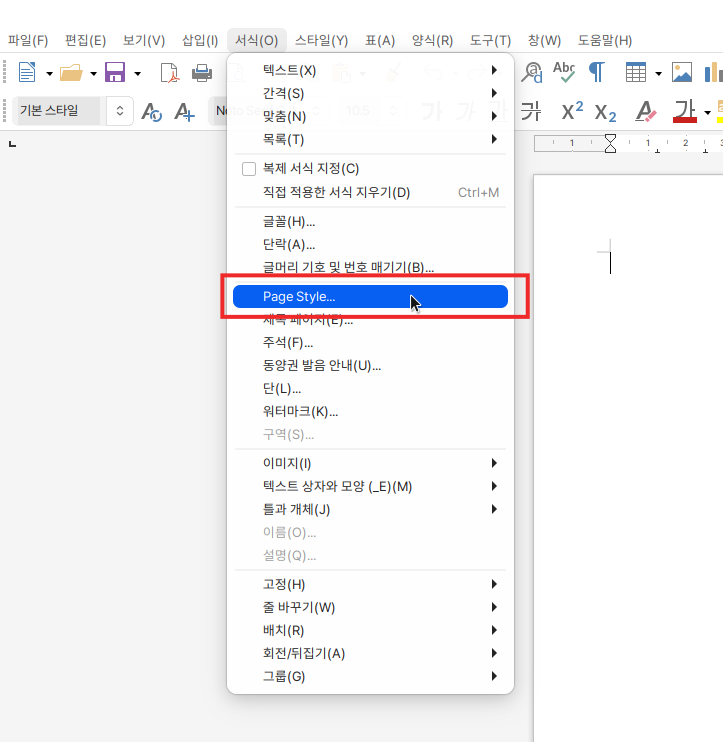 파일(F) 편집(E) 보기(V) 삽입(I) 서식(O) 스타일(Y) 표(A) 양식(R) 도구(T) 창(W) 도움말(H)
Abc
기본 스타일
10.5
가 가
X² X₂
가
1 1 2 3
텍스트(X)
간격(S)
맞춤(N)
목록(T)
복제 서식 지정(C)
직접 적용한 서식 지우기(D) Ctrl+M
글꼴(H)...
단락(A)...
글머리 기호 및 번호 매기기(B)...
Page Style...
제목 페이지(E)...
주석(F)...
동양권 발음 안내(U)...
단(L)...
워터마크(K)...
구역(S)...
이미지(I)
텍스트 상자와 모양 (_E)(M)
틀과 개체(J)
이름(O)...
설명(Q)...
고정(H)
줄 바꾸기(W)
배치(R)
회전/뒤집기(A)
그룹(G)